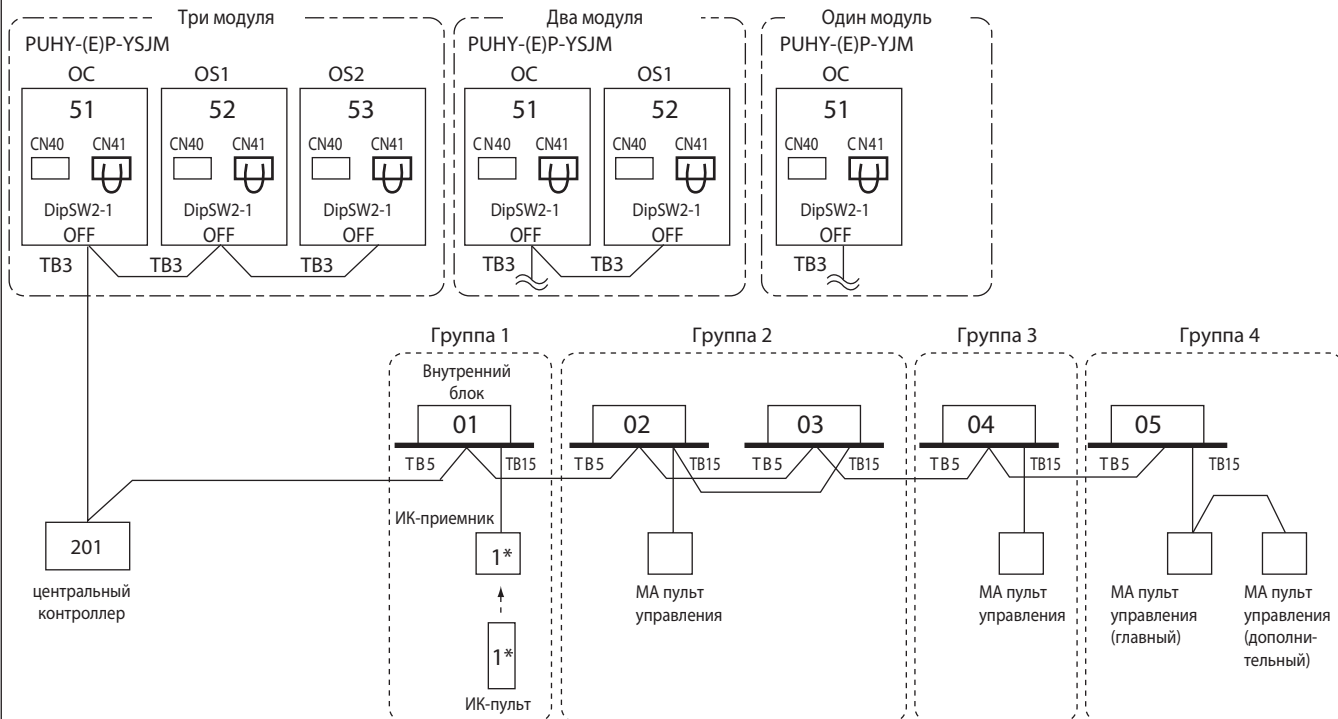 Три модуля
PUHY-(E)P-YSJM
OC
OS1
OS2
51
52
53
CN40 CN41
CN40 CN41
CN40 CN41
DipSW2-1
DipSW2-1
DipSW2-1
OFF
OFF
OFF
TB3
TB3
TB3
Два модуля
PUHY-(E)P-YSJM
OC
OS1
51
52
CN40 CN41
CN40 CN41
DipSW2-1
DipSW2-1
OFF
OFF
TB3
TB3
Один модуль
PUHY-(E)P-YJM
OC
51
CN40 CN41
DipSW2-1
OFF
TB3
201
центральный
контроллер
Группа 1
Внутренний
блок
01
TB5
TB15
ИК-приемник
1*
1*
ИК-пульт
Группа 2
02
03
TB5
TB15
TB5
TB15
МА пульт
управления
Группа 3
04
TB5
TB15
МА пульт
управления
Группа 4
05
TB5
TB15
МА пульт
управления
(главный)
МА пульт
управления
(дополни-
тельный)